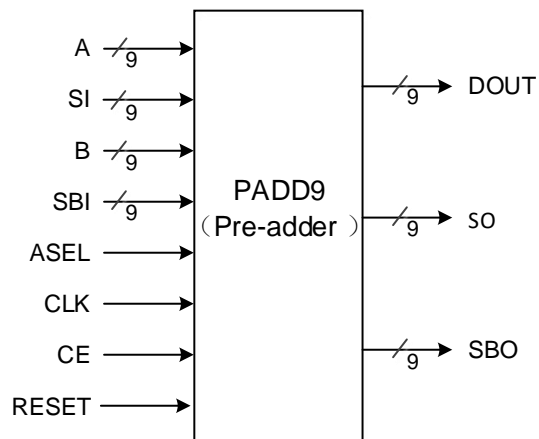 A
9
SI
9
B
9
SBI
9
ASEL
CLK
CE
RESET
PADD9
（Pre-adder ）
9
DOUT
9
SO
9
SBO